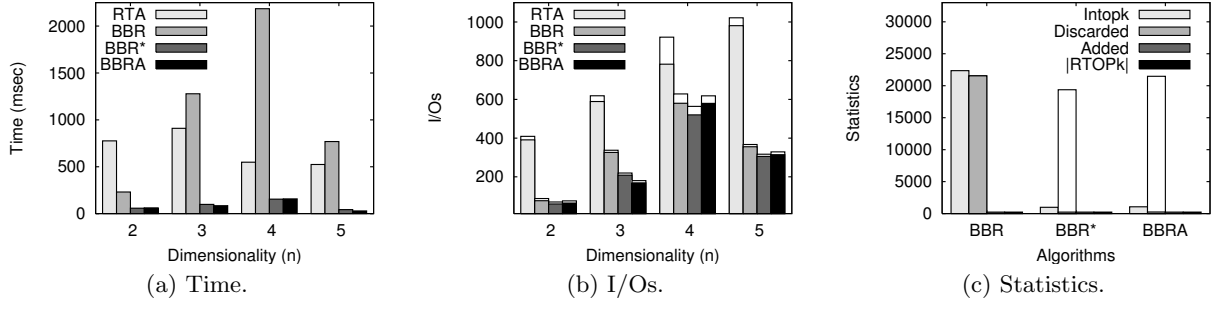 Time (msec)
2000
1500
1000
500
0
RTA
BBR
BBR*
BBRA
2 3 4 5
Dimensionality (n)
(a) Time.
I/Os
1000
800
600
400
200
RTA
BBR
BBR*
BBRA
2 3 4 5
Dimensionality (n)
(b) I/Os.
Statistics
30000
25000
20000
15000
10000
5000
0
Intopk
Discarded
Added
|RTOPk|
BBR BBR* BBRA
Algorithms
(c) Statistics.